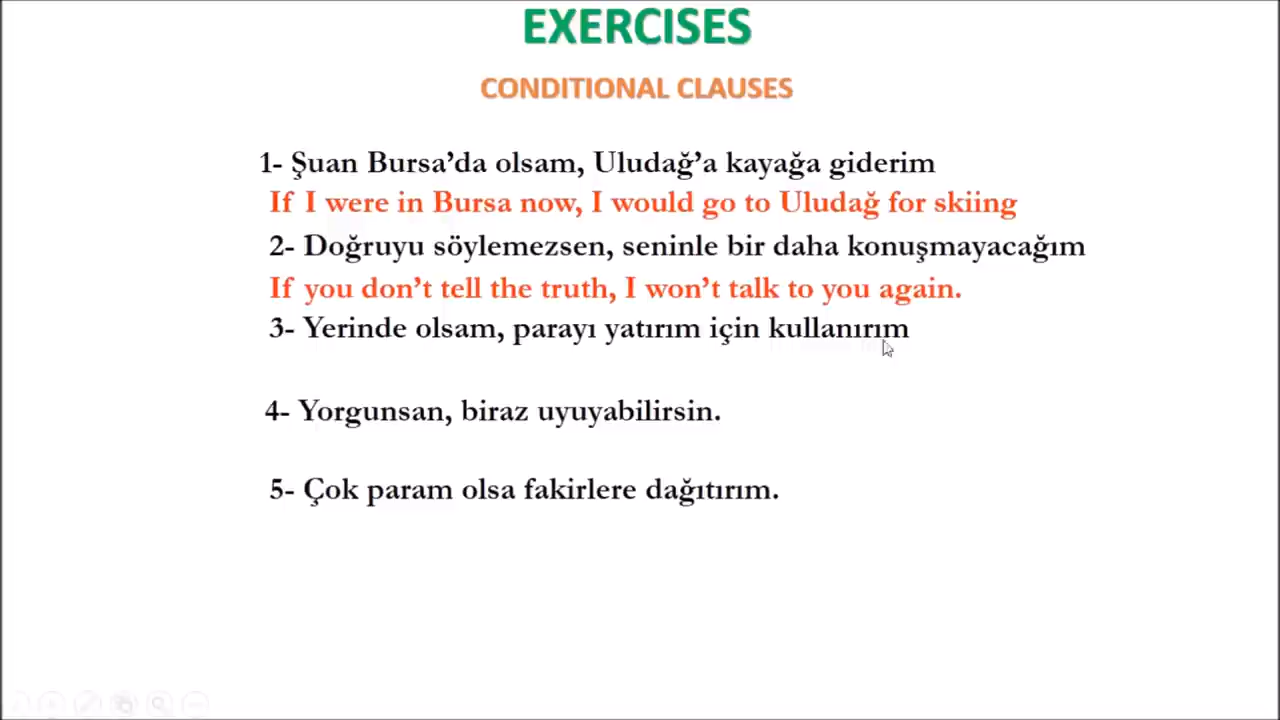 EXERCISES
CONDITIONAL CLAUSES
1- Şuan Bursa’da olsam, Uludağ’a kayağa giderim
If I were in Bursa now, I would go to Uludağ for skiing
2- Doğruyu söylemezsen, seninle bir daha konuşmayacağım
If you don’t tell the truth, I won’t talk to you again.
3- Yerinde olsam, parayı yatırım için kullanırım
4- Yorgunsan, biraz uyuyabilirsin.
5- Çok param olsa fakirlere dağıtırım.